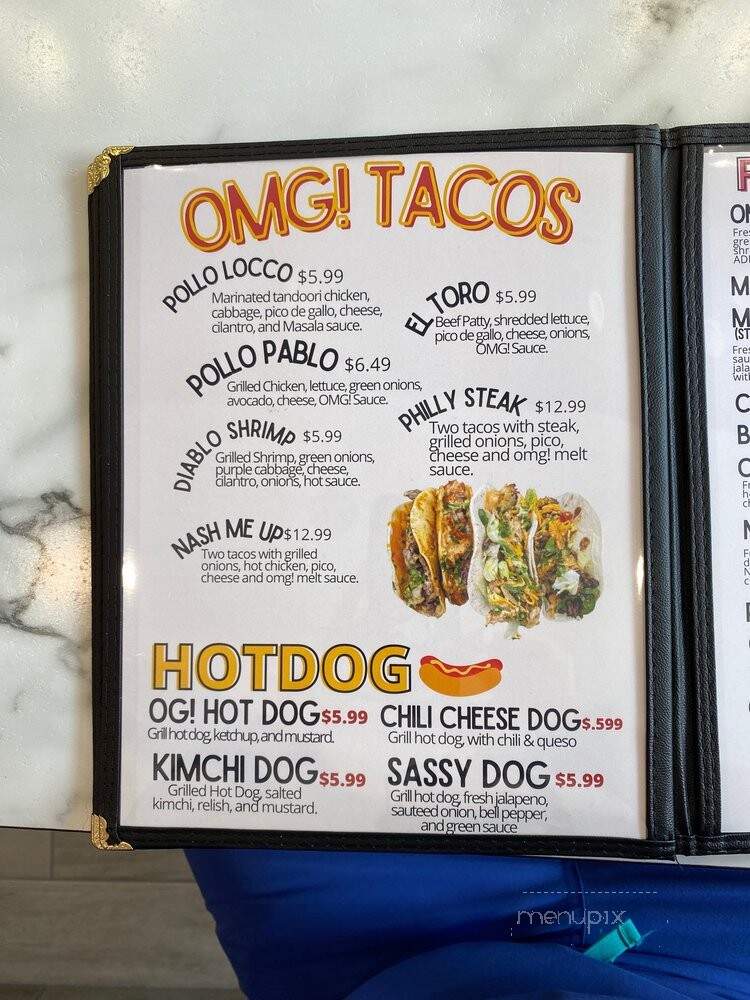 OMG! TACOS
POLLO LOCCO $5.99
Marinated tandoori chicken,
cabbage, pico de gallo, cheese,
cilantro, and Masala sauce.
POLLO PABLO $6.49
Grilled Chicken, lettuce, green onions,
avocado, cheese, OMG! Sauce.
DIABLO SHRIMP $5.99
Grilled Shrimp, green onions,
purple cabbage, cheese,
cilantro, onions, hot sauce.
NASH ME UP $12.99
Two tacos with grilled
onions, hot chicken, pico,
cheese and omg! melt sauce.
EL TORO $5.99
Beef Patty, shredded lettuce,
pico de gallo, cheese, onions,
OMG! Sauce.
PHILLY STEAK $12.99
Two tacos with steak,
grilled onions, pico,
cheese and omg! melt
sauce.
HOTDOG
OG! HOT DOG $5.99
Grill hot dog, ketchup, and mustard.
CHILI CHEESE DOG $.599
Grill hot dog, with chili & queso
KIMCHI DOG $5.99
Grilled Hot Dog, salted
kimchi, relish, and mustard.
SASSY DOG $5.99
Grill hot dog, fresh jalapeno,
sauteed onion, bell pepper,
and green sauce
menupix